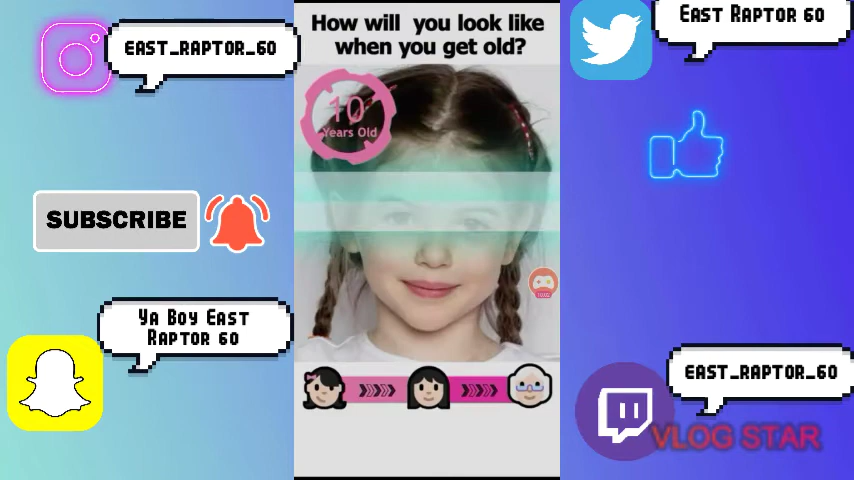 EAST_RAPTOR_60
SUBSCRIBE
YA BOY EAST
RAPTOR 60
How will you look like
when you get old?
10
Years Old
EAST RAPTOR 60
EAST_RAPTOR_60
VLOG STAR